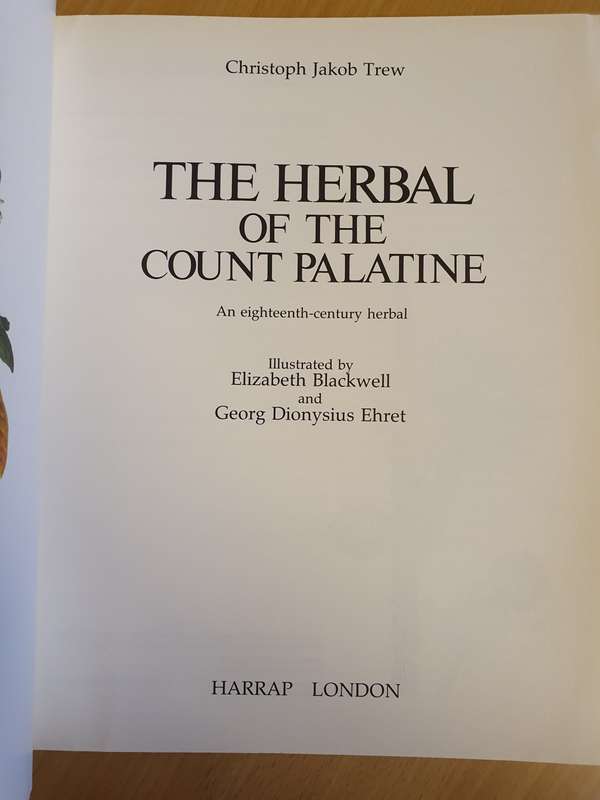 Christoph Jakob Trew
THE HERBAL
OF THE
COUNT PALATINE
An eighteenth-century herbal
Illustrated by
Elizabeth Blackwell
and
Georg Dionysius Ehret
HARRAP LONDON